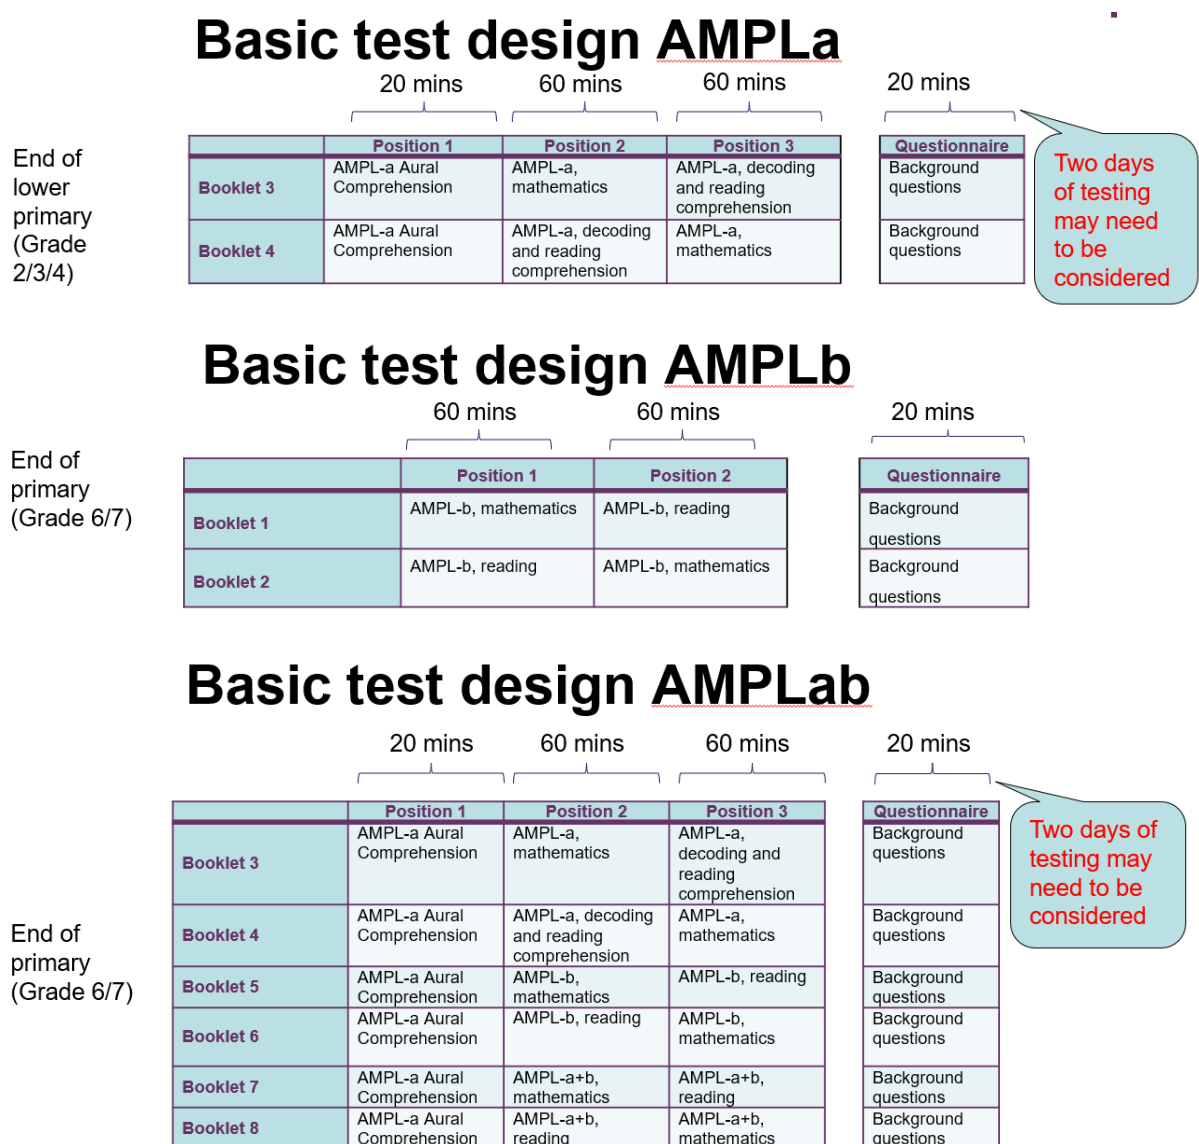 Basic test design AMPLa
20 mins
60 mins
60 mins
20 mins
End of
lower
primary
(Grade
2/3/4)
Position 1
Position 2
Position 3
Questionnaire
Booklet 3
AMPL-a Aural
Comprehension
AMPL-a,
mathematics
AMPL-a, decoding
and reading
comprehension
Background
questions
Booklet 4
AMPL-a Aural
Comprehension
AMPL-a, decoding
and reading
comprehension
AMPL-a,
mathematics
Background
questions
Two days
of testing
may need
to be
considered
Basic test design AMPLb
60 mins
60 mins
20 mins
End of
primary
(Grade 6/7)
Position 1
Position 2
Questionnaire
Booklet 1
AMPL-b, mathematics
AMPL-b, reading
Background
questions
Booklet 2
AMPL-b, reading
AMPL-b, mathematics
Background
questions
Basic test design AMPLab
20 mins
60 mins
60 mins
20 mins
End of
primary
(Grade 6/7)
Position 1
Position 2
Position 3
Questionnaire
Booklet 3
AMPL-a Aural
Comprehension
AMPL-a,
mathematics
AMPL-a,
decoding and
reading
comprehension
Background
questions
Booklet 4
AMPL-a Aural
Comprehension
AMPL-a, decoding
and reading
comprehension
AMPL-a,
mathematics
Background
questions
Booklet 5
AMPL-a Aural
Comprehension
AMPL-b,
mathematics
AMPL-b, reading
Background
questions
Booklet 6
AMPL-a Aural
Comprehension
AMPL-b, reading
AMPL-b,
mathematics
Background
questions
Booklet 7
AMPL-a Aural
Comprehension
AMPL-a+b,
mathematics
AMPL-a+b,
reading
Background
questions
Booklet 8
AMPL-a Aural
Comprehension
AMPL-a+b,
reading
AMPL-a+b,
mathematics
Background
questions
Two days of
testing may
need to be
considered